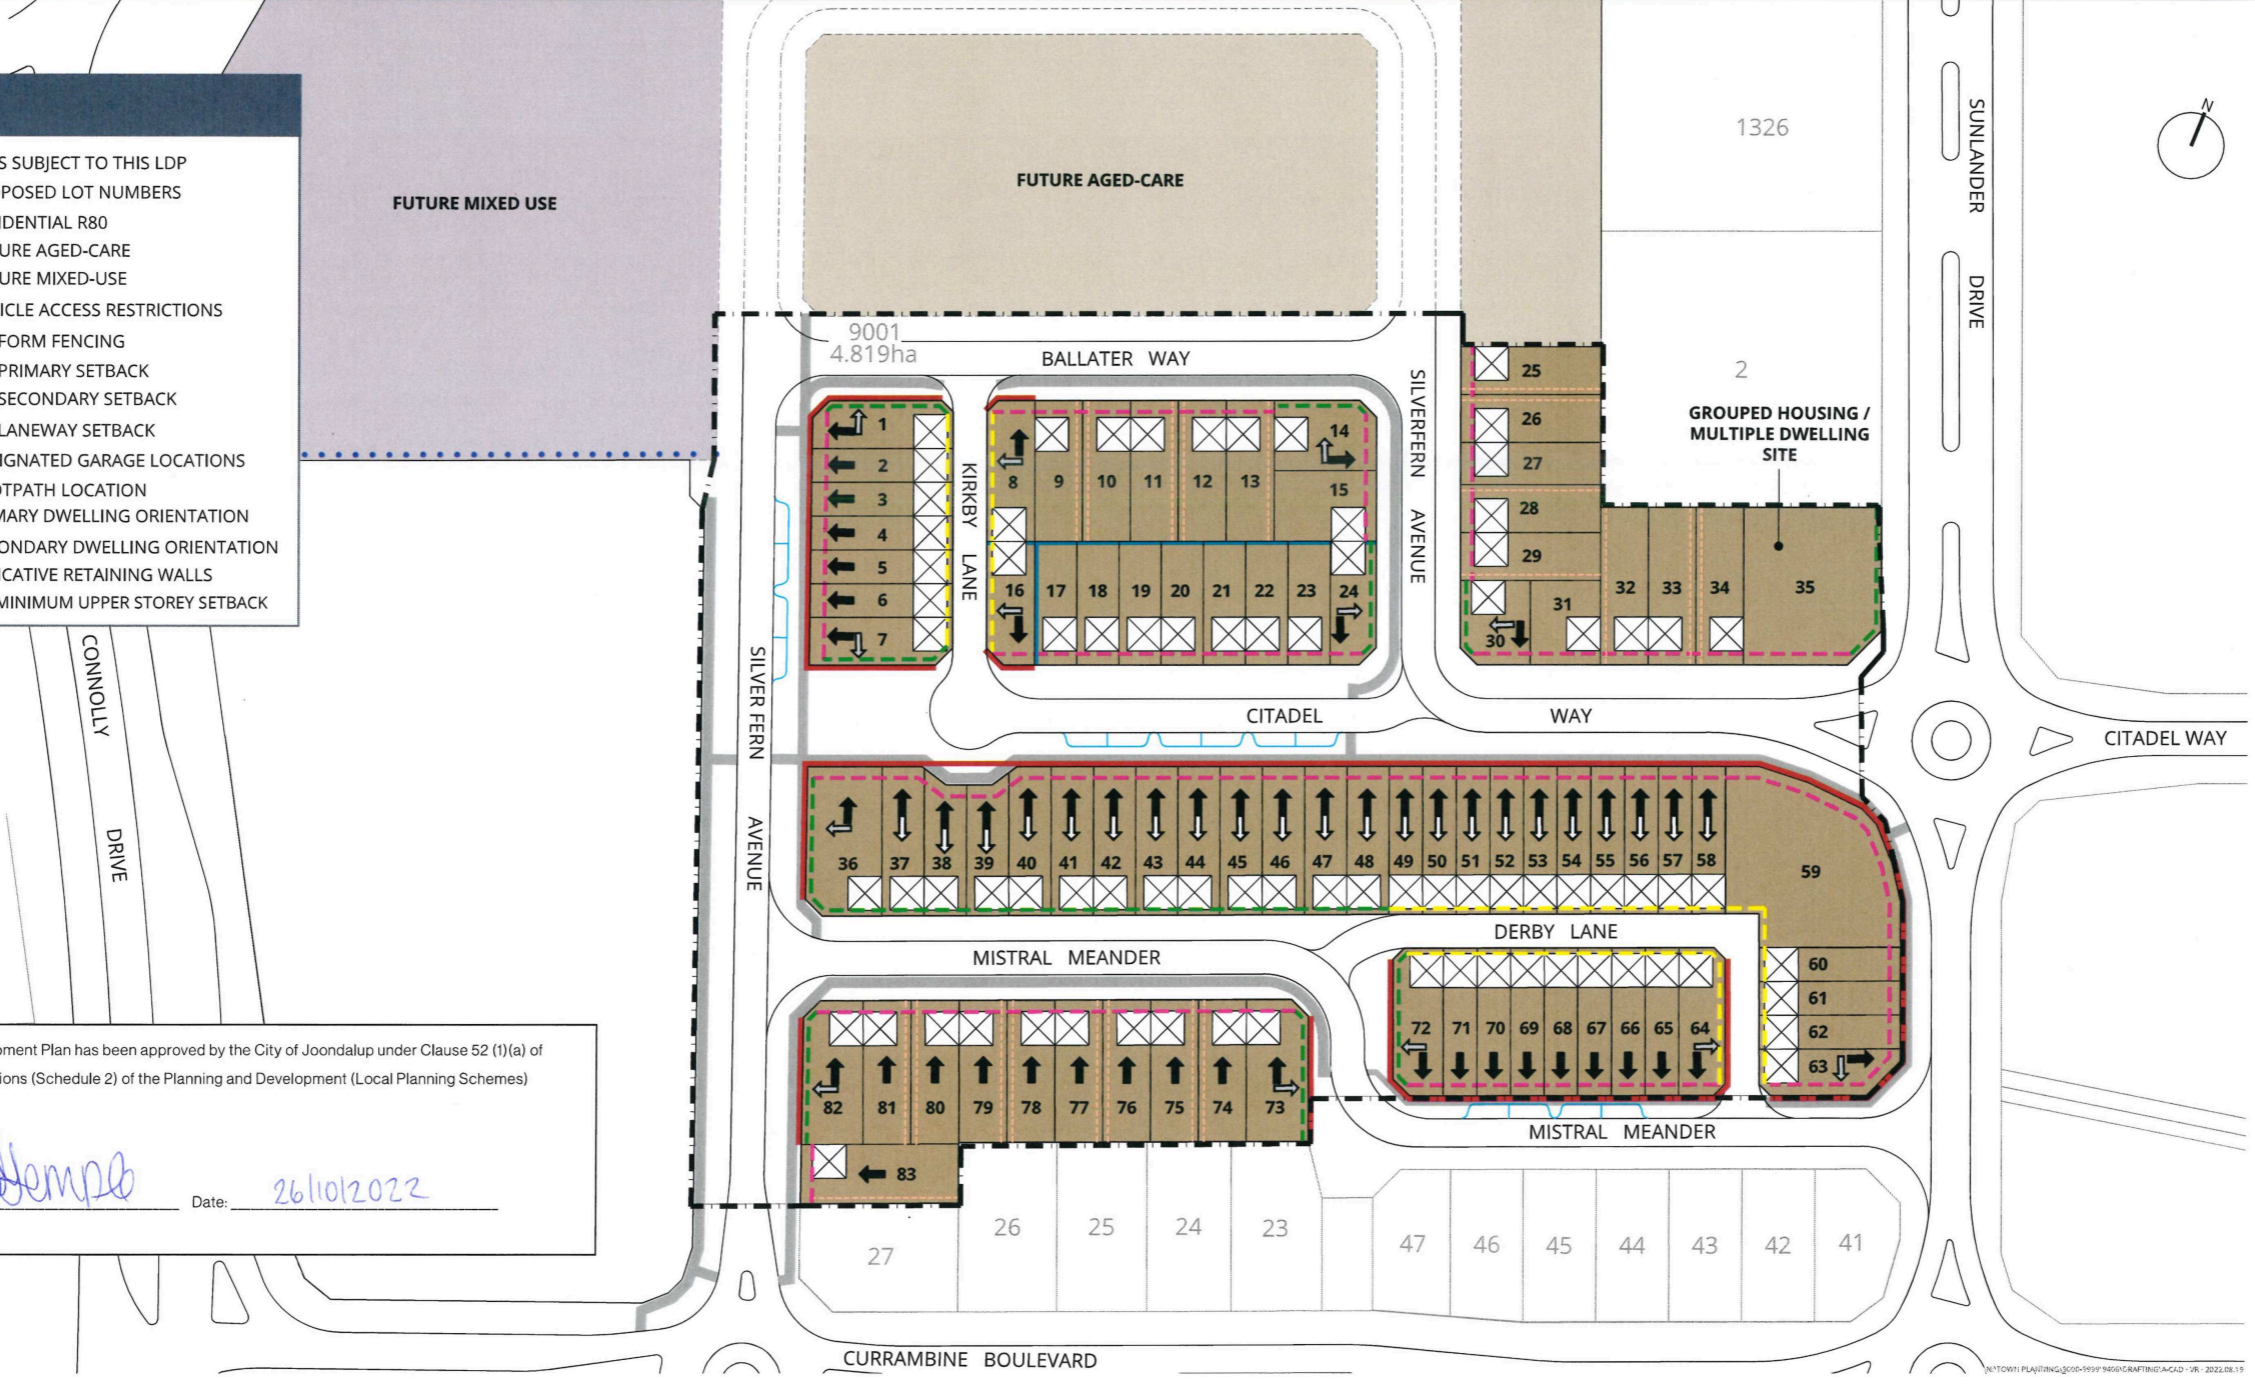 S SUBJECT TO THIS LDP
POSED LOT NUMBERS
IDENTIAL R80
URE AGED-CARE
URE MIXED-USE
ICLE ACCESS RESTRICTIONS
FORM FENCING
PRIMARY SETBACK
SECONDARY SETBACK
LANEWAY SETBACK
IGNATED GARAGE LOCATIONS
OTPATH LOCATION
MARY DWELLING ORIENTATION
ONDARY DWELLING ORIENTATION
ICATIVE RETAINING WALLS
MINIMUM UPPER STOREY SETBACK
FUTURE MIXED USE
FUTURE AGED-CARE
1326
SUNLANDER DRIVE
N
9001
4.819ha
BALLATER WAY
2
GROUPED HOUSING /
MULTIPLE DWELLING
SITE
SILVERFERN AVENUE
KIRKBY LANE
1
2
3
4
5
6
7
8 9 10 11 12 13
14
15
16 17 18 19 20 21 22 23 24
25
26
27
28
29
30
31
32 33 34 35
CONNOLLY DRIVE
SILVER FERN AVENUE
CITADEL WAY
CITADEL WAY
36 37 38 39 40 41 42 43 44 45 46 47 48 49 50 51 52 53 54 55 56 57 58
59
DERBY LANE
MISTRAL MEANDER
60
61
62
63
72 71 70 69 68 67 66 65 64
82 81 80 79 78 77 76 75 74 73
83
MISTRAL MEANDER
27 26 25 24 23
47 46 45 44 43 42 41
pment Plan has been approved by the City of Joondalup under Clause 52 (1)(a) of
ions (Schedule 2) of the Planning and Development (Local Planning Schemes)
Date: 26/10/2022
CURRAMBINE BOULEVARD